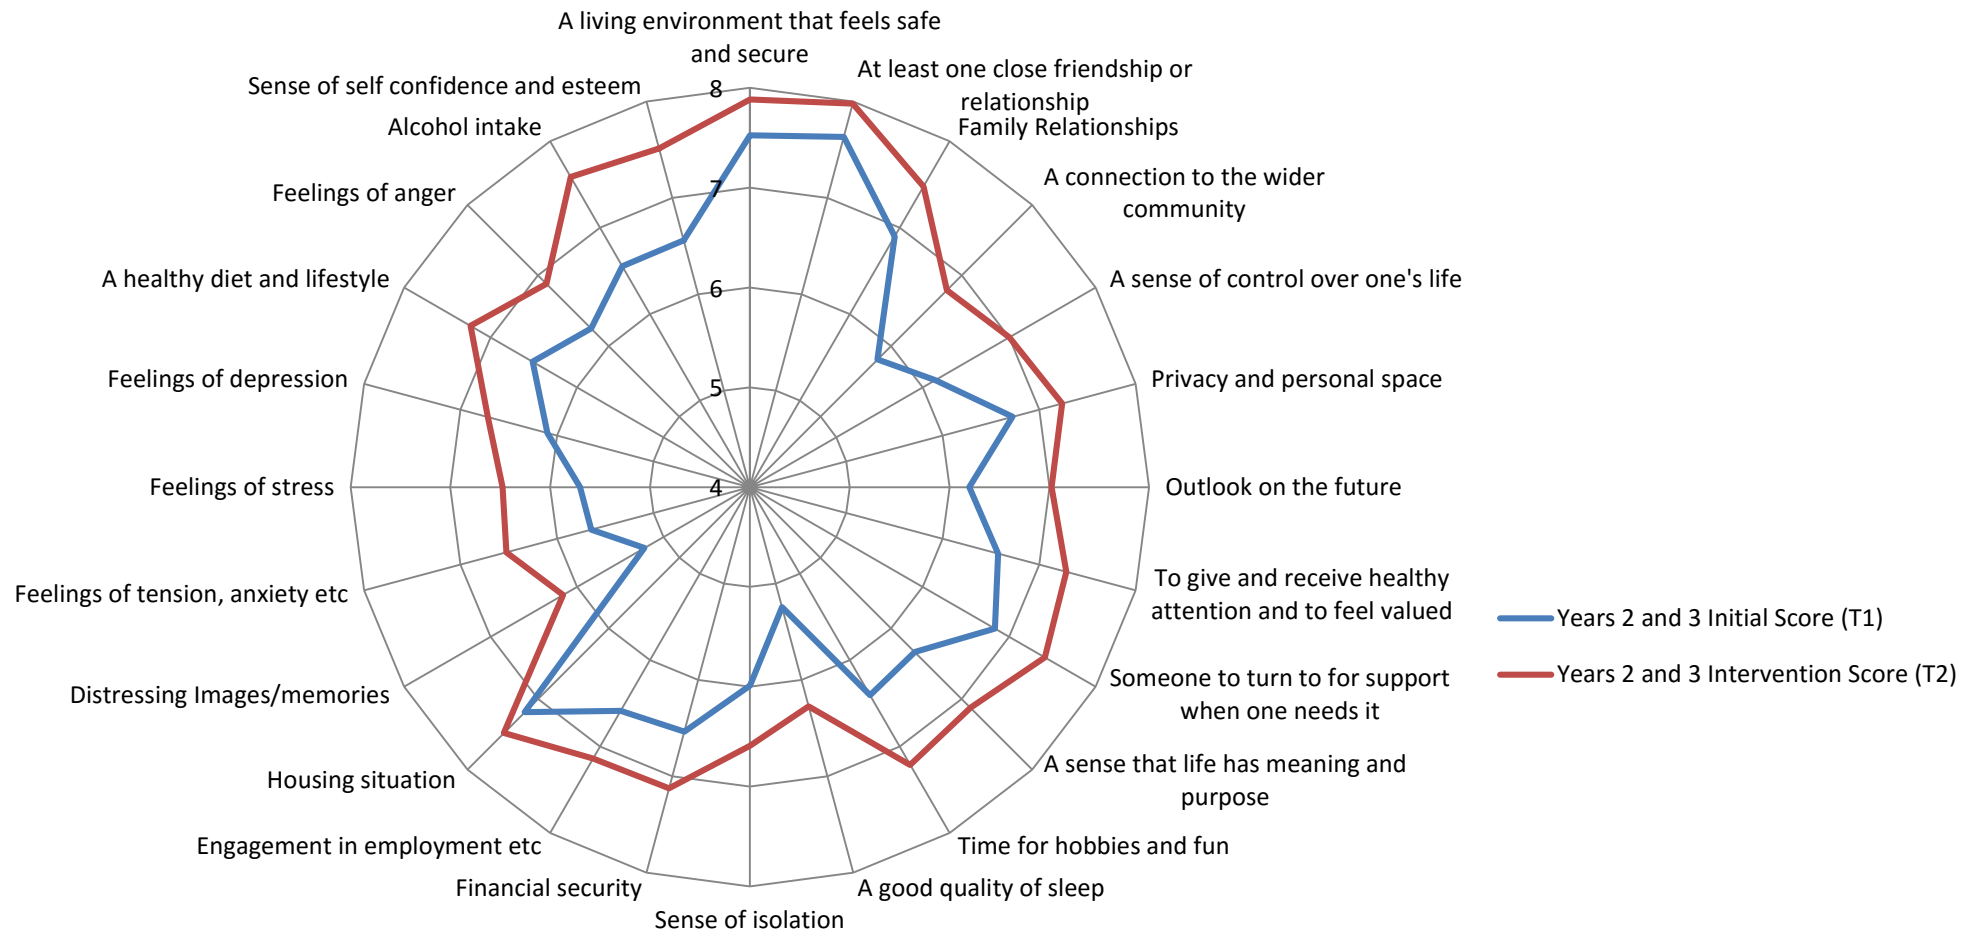 A living environment that feels safe
and secure
At least one close friendship or
relationship
Family Relationships
A connection to the wider
community
A sense of control over one's life
Privacy and personal space
Outlook on the future
To give and receive healthy
attention and to feel valued
Someone to turn to for support
when one needs it
A sense that life has meaning and
purpose
Time for hobbies and fun
A good quality of sleep
Sense of isolation
Financial security
Engagement in employment etc
Housing situation
Distressing Images/memories
Feelings of tension, anxiety etc
Feelings of stress
Feelings of depression
A healthy diet and lifestyle
Feelings of anger
Alcohol intake
Sense of self confidence and esteem
8
7
6
5
4
Years 2 and 3 Initial Score (T1)
Years 2 and 3 Intervention Score (T2)